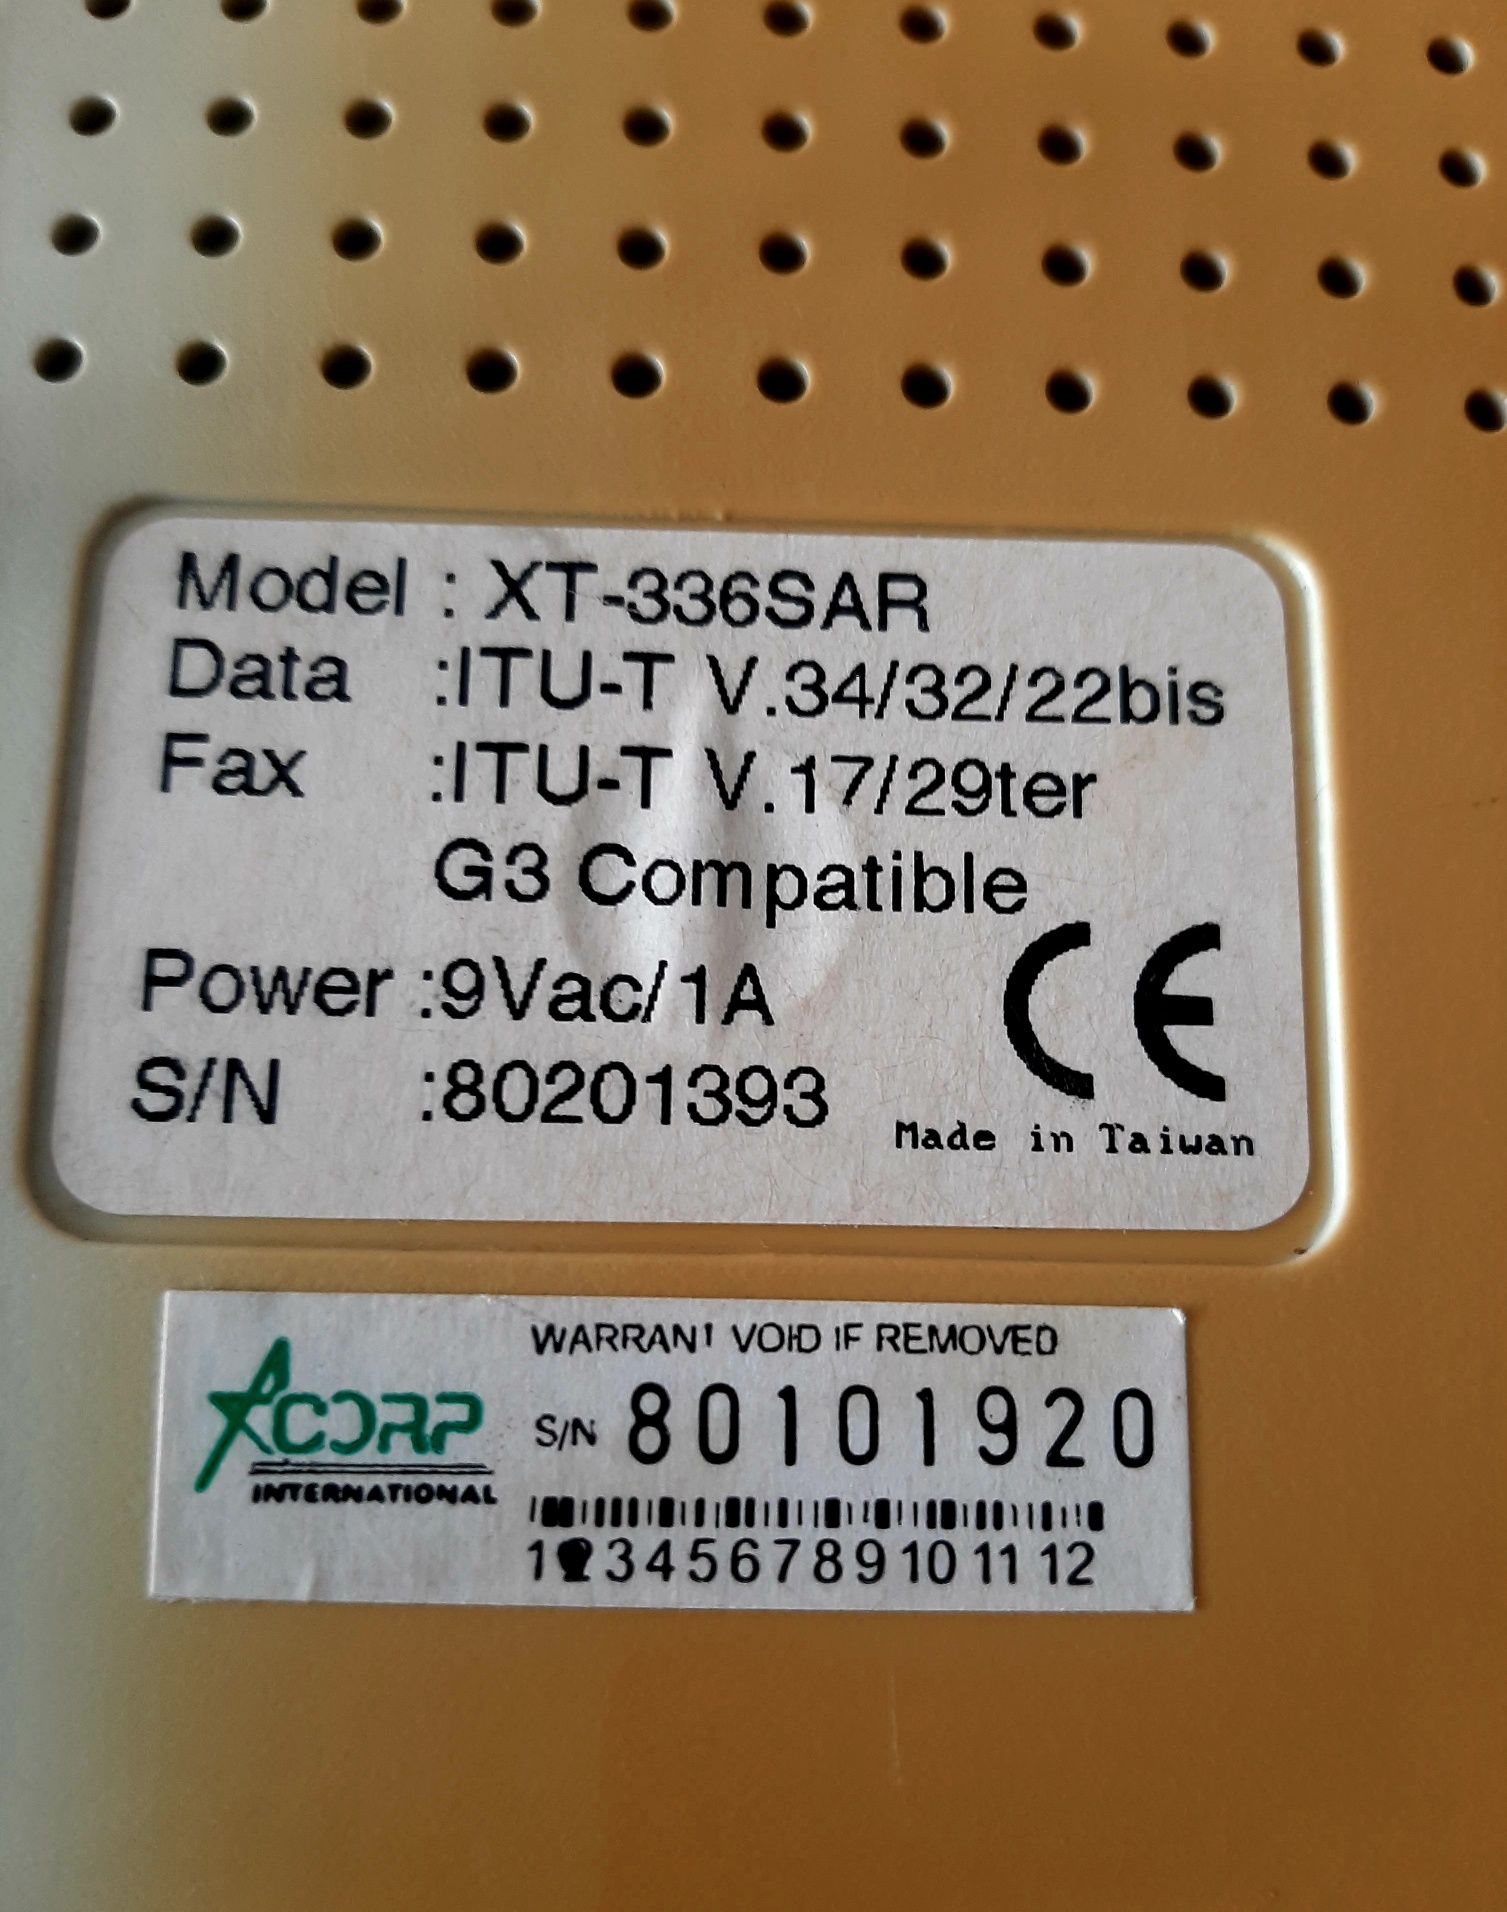 Model : XT-336SAR
Data :ITU-T V.34/32/22bis
Fax :ITU-T V.17/29ter
G3 Compatible
Power :9Vac/1A
S/N :80201393
CE
Made in Taiwan
WARRANT VOID IF REMOVED
ACORP
INTERNATIONAL
S/N 80101920
1 2 3 4 5 6 7 8 9 10 11 12